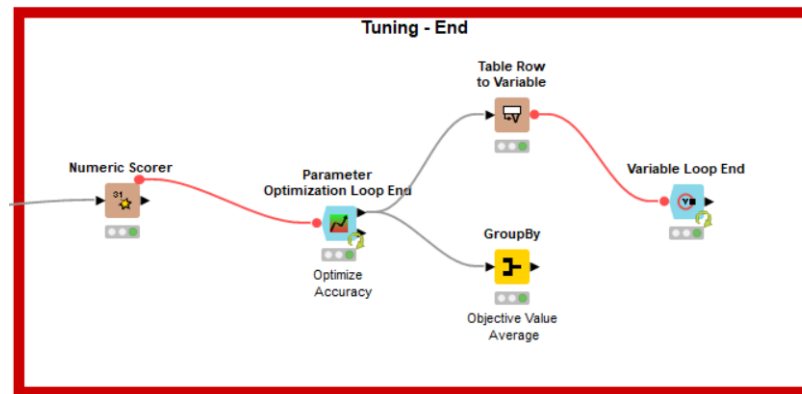 Tuning - End
Table Row
to Variable
Numeric Scorer
Parameter
Optimization Loop End
Variable Loop End
GroupBy
Optimize
Accuracy
Objective Value
Average